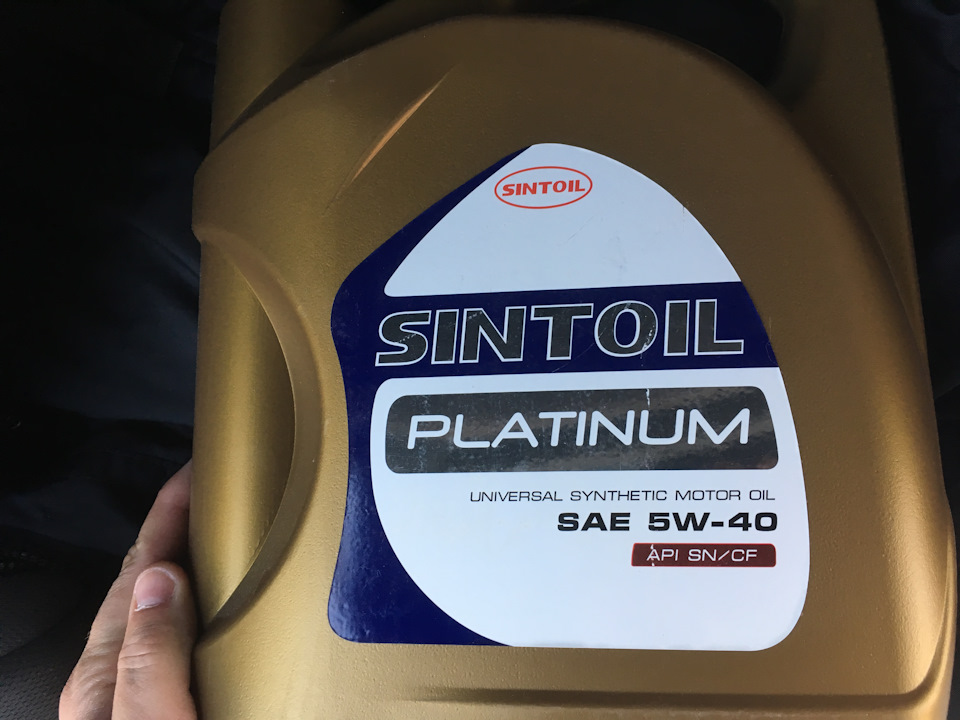 SINTOIL
SINTOIL
PLATINUM
UNIVERSAL SYNTHETIC MOTOR OIL
SAE 5W-40
API SN/CF